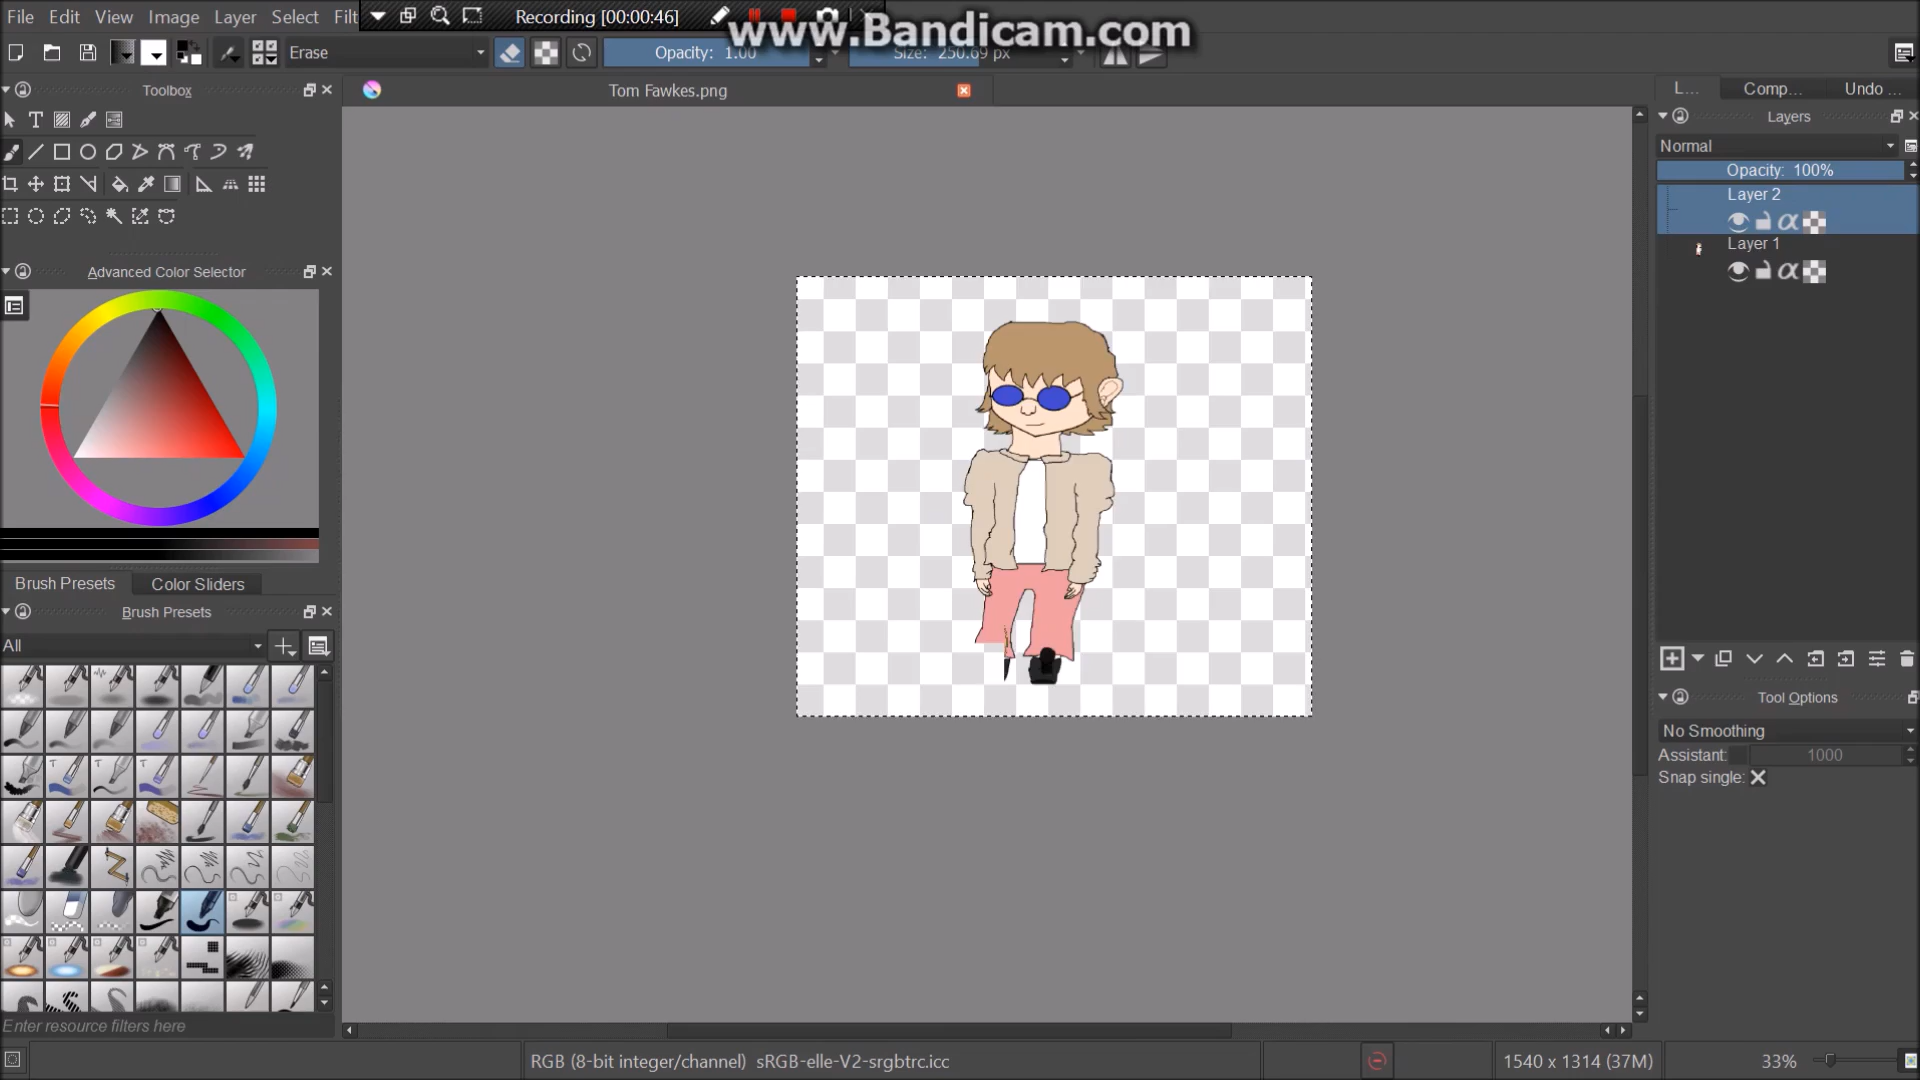 File Edit View Image Layer Select Filt
Recording [00:00:46]
www.Bandicam.com
Erase
Opacity: 1.00
Size: 250.69 px
Toolbox
Tom Fawkes.png
L... Comp... Undo ...
Layers
Normal
Opacity: 100%
Layer 2
Layer 1
Advanced Color Selector
Brush Presets Color Sliders
Brush Presets
All
Tool Options
No Smoothing
Assistant: 1000
Snap single:
Enter resource filters here
RGB (8-bit integer/channel) sRGB-elle-V2-srgbtrc.icc
1540 x 1314 (37M)
33%